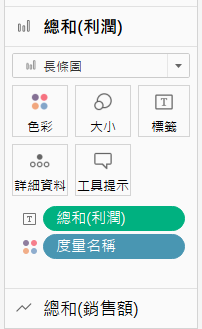 總和(利潤)
長條圖
色彩 大小 標籤
詳細資料 工具提示
總和(利潤)
度量名稱
總和(銷售額)